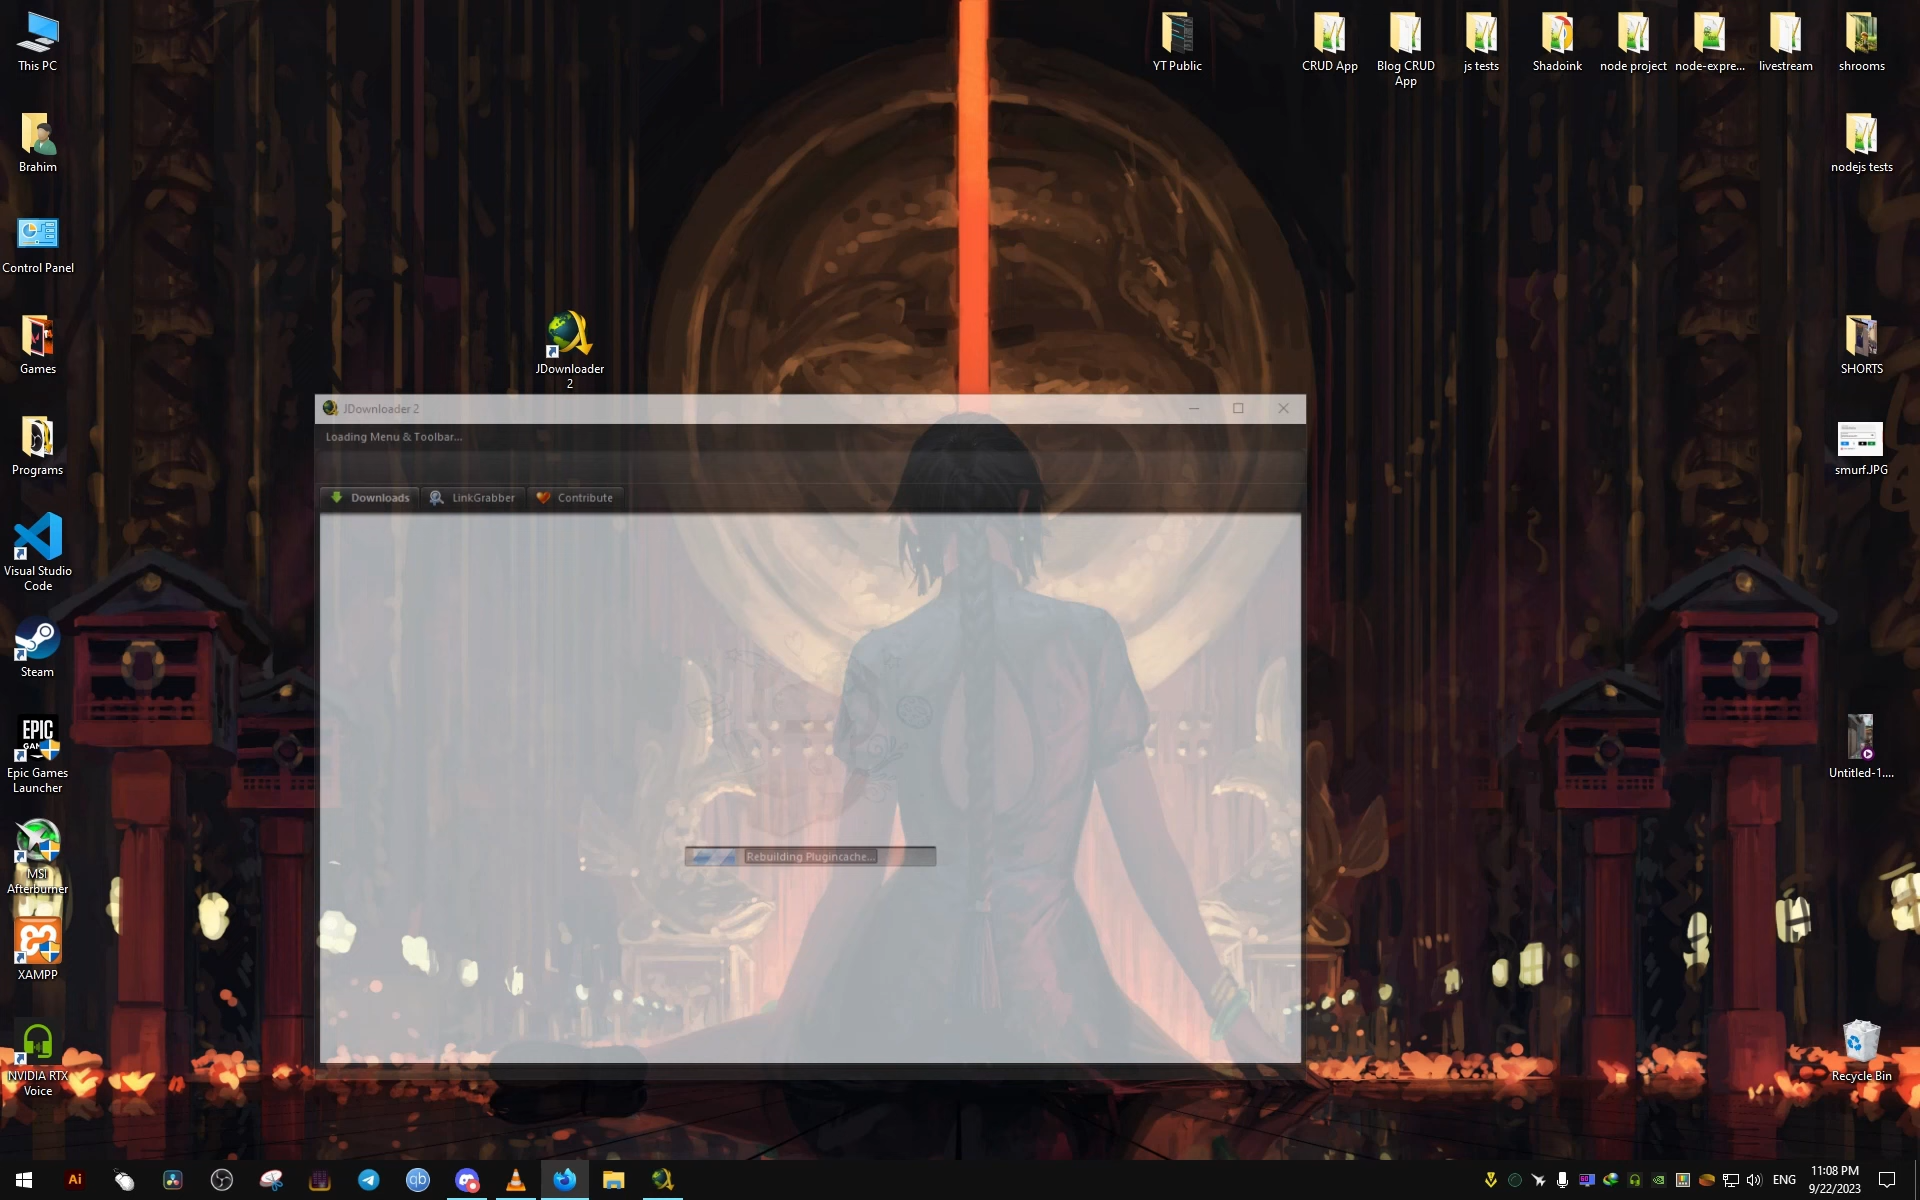 This PC
YT Public
CRUD App
Blog CRUD
App
js tests
Shadoink
node project
node-expre...
livestream
shrooms
Brahim
nodejs tests
Control Panel
Games
JDownloader
2
SHORTS
JDownloader 2
Loading Menu & Toolbar...
Programs
smurf.JPG
Downloads
LinkGrabber
Contribute
Visual Studio
Code
Steam
EPIC
Epic Games
Launcher
Untitled-1....
Rebuilding Plugincache...
MSI
Afterburner
XAMPP
NVIDIA RTX
Voice
Recycle Bin
Ai
qb
ENG
11:08 PM
9/22/2023